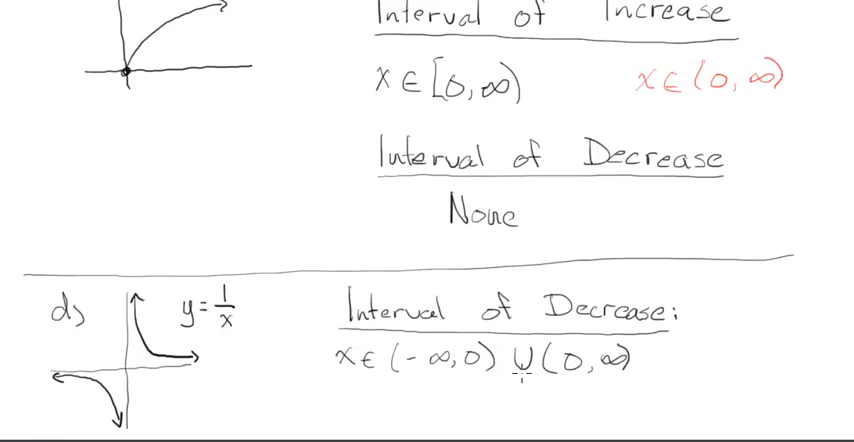 Interval of Increase
x ∈ [0, ∞) x ∈ (0, ∞)
Interval of Decrease
None
d) y = 1/x Interval of Decrease:
x ∈ (-∞, 0) ∪ (0, ∞)